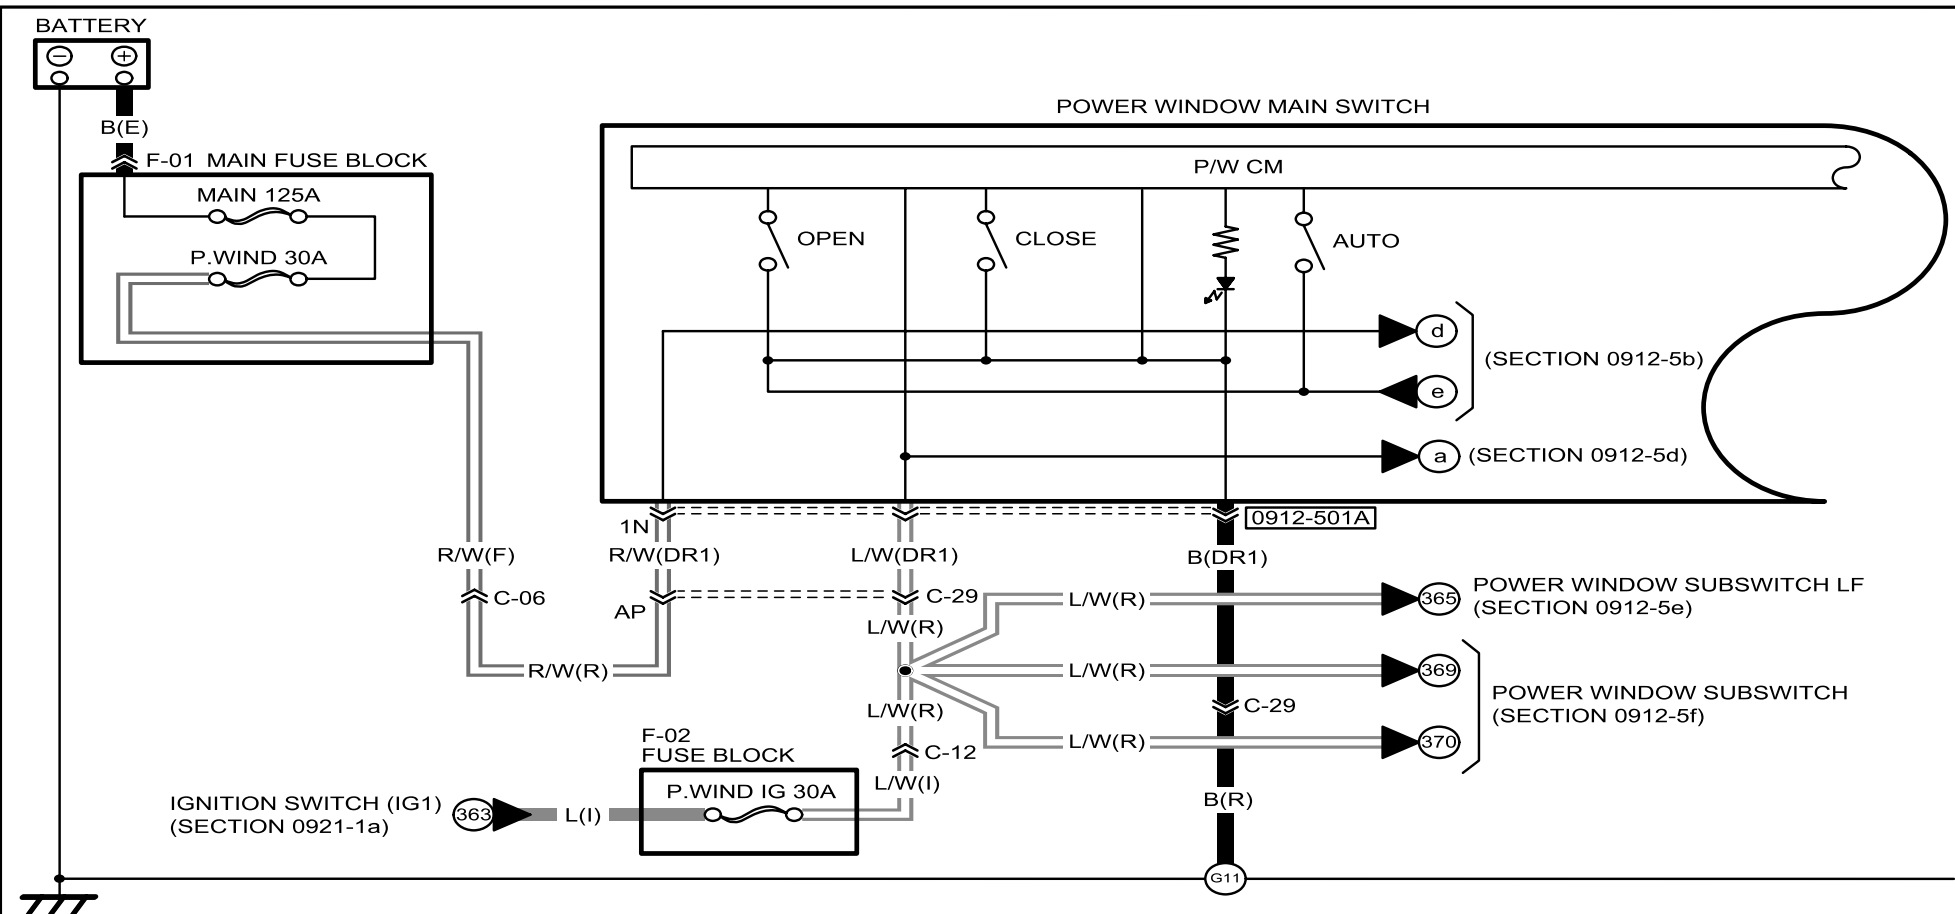 BATTERY
− +
B(E)
F-01 MAIN FUSE BLOCK
MAIN 125A
P.WIND 30A
POWER WINDOW MAIN SWITCH
P/W CM
OPEN
CLOSE
AUTO
d
e
(SECTION 0912-5b)
a
(SECTION 0912-5d)
1N
0912-501A
R/W(F)
R/W(DR1)
L/W(DR1)
B(DR1)
C-06
AP
C-29
L/W(R)
L/W(R)
365
POWER WINDOW SUBSWITCH LF
(SECTION 0912-5e)
R/W(R)
L/W(R)
369
L/W(R)
C-29
POWER WINDOW SUBSWITCH
(SECTION 0912-5f)
L/W(R)
370
F-02
FUSE BLOCK
C-12
L/W(I)
P.WIND IG 30A
IGNITION SWITCH (IG1)
(SECTION 0921-1a)
363
L(I)
B(R)
G11